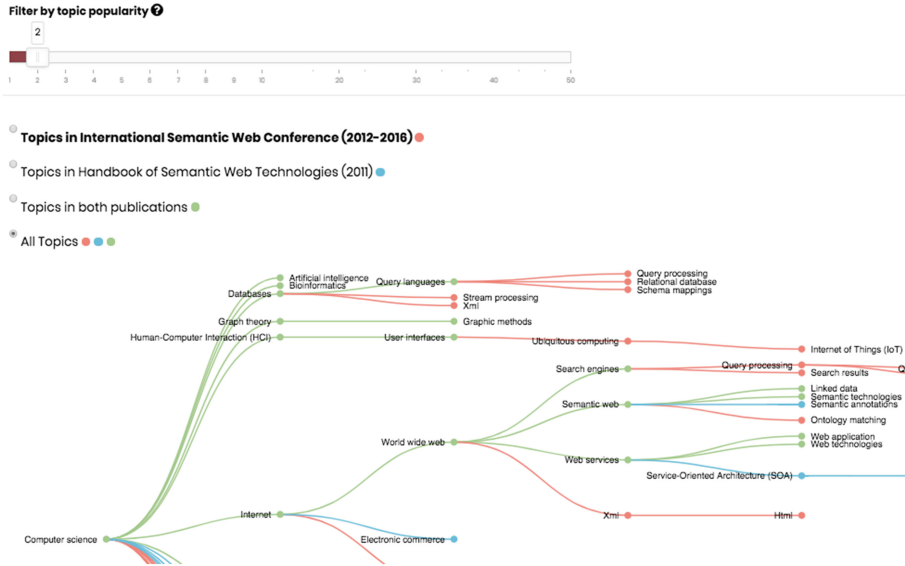 Filter by topic popularity ?
2
1 2 3 4 5 6 7 8 9 10 20 30 40 50
Topics in International Semantic Web Conference (2012-2016)
Topics in Handbook of Semantic Web Technologies (2011)
Topics in both publications
All Topics
Artificial intelligence
Bioinformatics
Databases
Query languages
Query processing
Relational database
Schema mappings
Stream processing
Xml
Graph theory
Graphic methods
Human-Computer Interaction (HCI)
User interfaces
Ubiquitous computing
Internet of Things (IoT)
Search engines
Query processing
Q
Search results
Semantic web
Linked data
Semantic technologies
Semantic annotations
Ontology matching
World wide web
Web services
Web application
Web technologies
Service-Oriented Architecture (SOA)
Xml
Html
Internet
Electronic commerce
Computer science